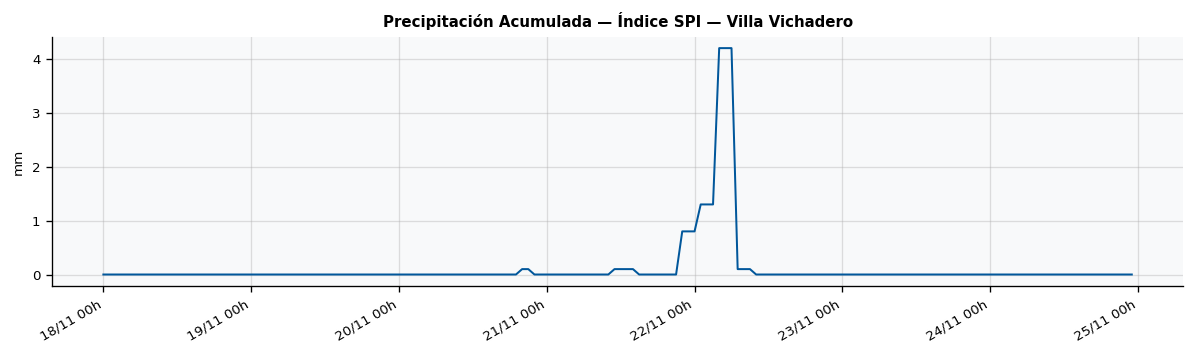 Precipitación Acumulada — Índice SPI — Villa Vichadero
mm
4
3
2
1
0
18/11 00h
19/11 00h
20/11 00h
21/11 00h
22/11 00h
23/11 00h
24/11 00h
25/11 00h